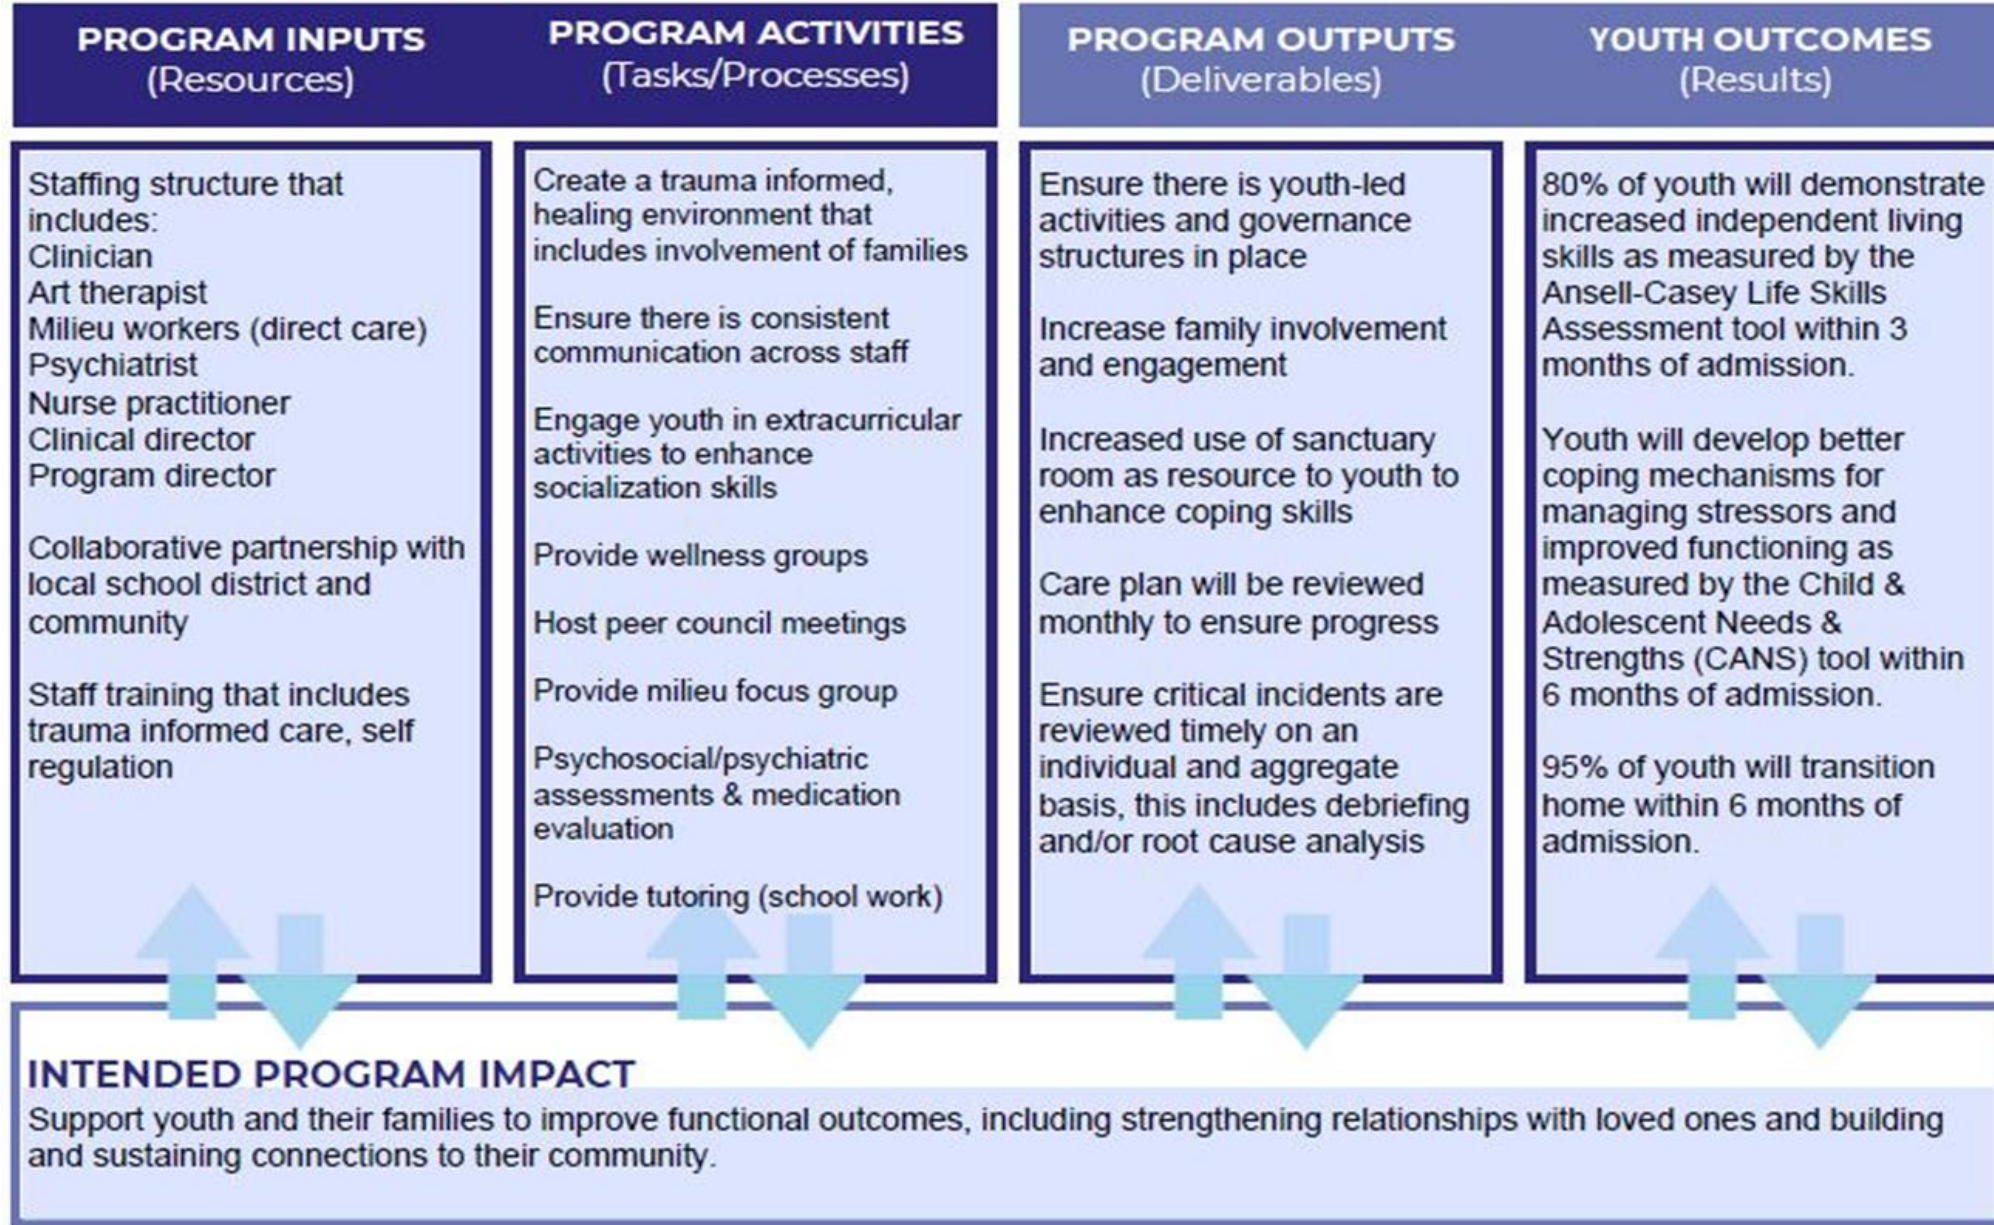 PROGRAM INPUTS
(Resources)
PROGRAM ACTIVITIES
(Tasks/Processes)
PROGRAM OUTPUTS
(Deliverables)
YOUTH OUTCOMES
(Results)
Staffing structure that
includes:
Clinician
Art therapist
Milieu workers (direct care)
Psychiatrist
Nurse practitioner
Clinical director
Program director
Collaborative partnership with
local school district and
community
Staff training that includes
trauma informed care, self
regulation
Create a trauma informed,
healing environment that
includes involvement of families
Ensure there is consistent
communication across staff
Engage youth in extracurricular
activities to enhance
socialization skills
Provide wellness groups
Host peer council meetings
Provide milieu focus group
Psychosocial/psychiatric
assessments & medication
evaluation
Provide tutoring (school work)
Ensure there is youth-led
activities and governance
structures in place
Increase family involvement
and engagement
Increased use of sanctuary
room as resource to youth to
enhance coping skills
Care plan will be reviewed
monthly to ensure progress
Ensure critical incidents are
reviewed timely on an
individual and aggregate
basis, this includes debriefing
and/or root cause analysis
80% of youth will demonstrate
increased independent living
skills as measured by the
Ansell-Casey Life Skills
Assessment tool within 3
months of admission.
Youth will develop better
coping mechanisms for
managing stressors and
improved functioning as
measured by the Child &
Adolescent Needs &
Strengths (CANS) tool within
6 months of admission.
95% of youth will transition
home within 6 months of
admission.
INTENDED PROGRAM IMPACT
Support youth and their families to improve functional outcomes, including strengthening relationships with loved ones and building
and sustaining connections to their community.